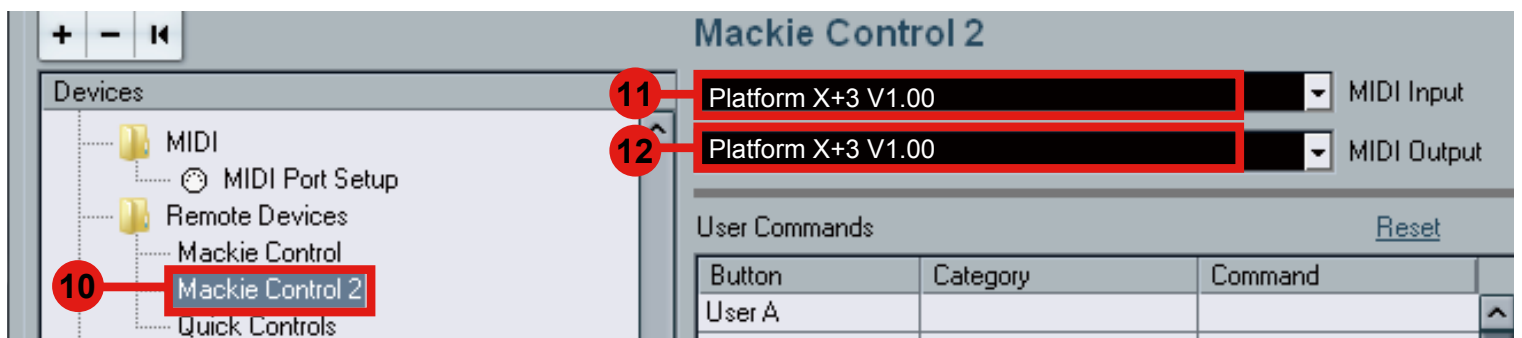 + -
Devices
MIDI
MIDI Port Setup
Remote Devices
Mackie Control
10 Mackie Control 2
Quick Controls
Mackie Control 2
11 Platform X+3 V1.00 MIDI Input
12 Platform X+3 V1.00 MIDI Output
User Commands Reset
Button Category Command
User A